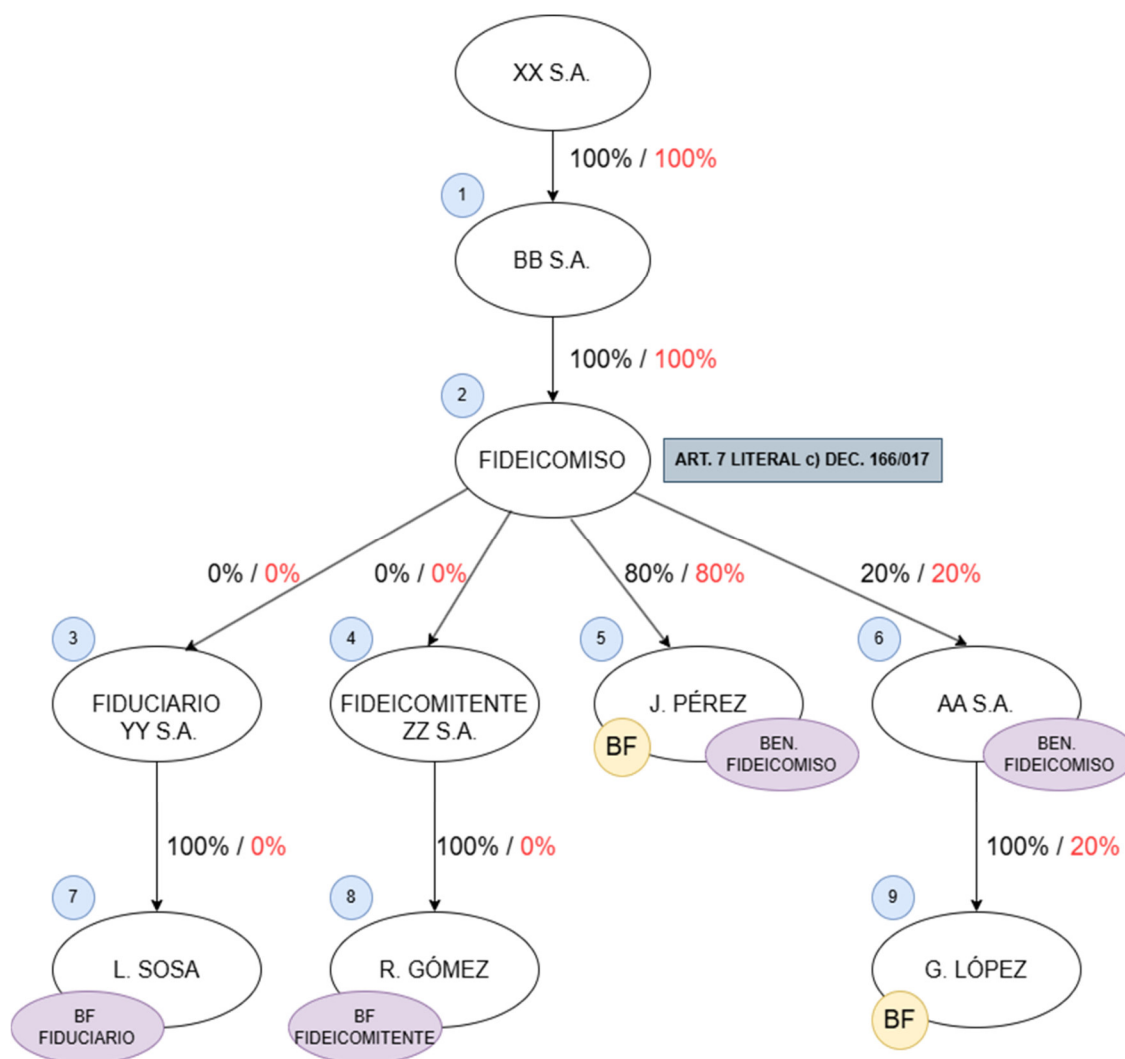 XX S.A.
100% / 100%
1
BB S.A.
100% / 100%
2
FIDEICOMISO
ART. 7 LITERAL c) DEC. 166/017
0% / 0%
0% / 0%
80% / 80%
20% / 20%
3
4
5
6
FIDUCIARIO
YY S.A.
FIDEICOMITENTE
ZZ S.A.
J. PÉREZ
BF
BEN.
FIDEICOMISO
AA S.A.
BEN.
FIDEICOMISO
100% / 0%
100% / 0%
100% / 20%
7
8
9
L. SOSA
BF
FIDUCIARIO
R. GÓMEZ
BF
FIDEICOMITENTE
G. LÓPEZ
BF